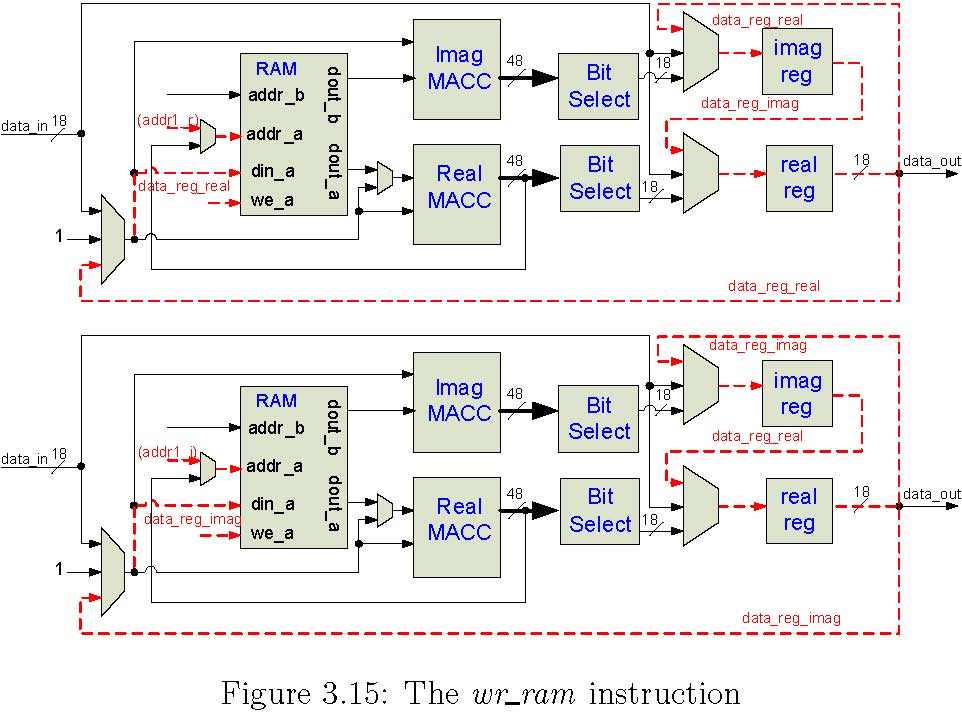 data_reg_real
Imag
MACC
imag
reg
RAM
dout_b
48
Bit
Select
18
addr_b
data_reg_imag
data_in 18
(addr1_r)
addr_a
dout_a
48
Real
MACC
Bit
Select
18
real
reg
18
data_out
din_a
data_reg_real
we_a
1
data_reg_real
data_reg_imag
Imag
MACC
imag
reg
RAM
dout_b
48
Bit
Select
18
addr_b
data_reg_real
data_in 18
(addr1_i)
addr_a
dout_a
48
Real
MACC
Bit
Select
18
real
reg
18
data_out
din_a
data_reg_imag
we_a
1
data_reg_imag
Figure 3.15: The wr_ram instruction